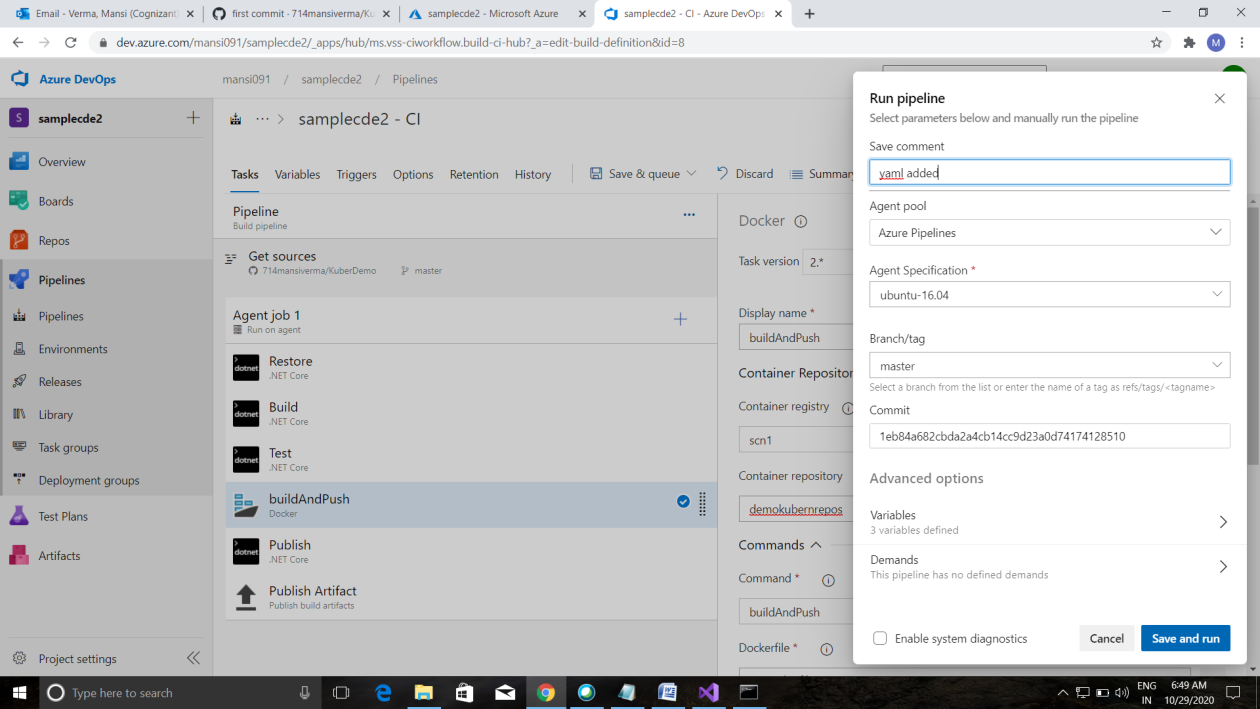 Email - Verma, Mansi (Cognizant)
first commit · 714mansiverma/Ku
samplecde2 - Microsoft Azure
samplecde2 - CI - Azure DevOps
dev.azure.com/mansi091/samplecde2/_apps/hub/ms.vss-ciworkflow.build-ci-hub?_a=edit-build-definition&id=8
M
Azure DevOps
mansi091 / samplecde2 / Pipelines
S samplecde2
Overview
Boards
Repos
Pipelines
Pipelines
Environments
Releases
Library
Task groups
Deployment groups
Test Plans
Artifacts
Project settings
··· > samplecde2 - CI
Tasks Variables Triggers Options Retention History Save & queue Discard Summary
Pipeline
Build pipeline
Get sources
714mansiverma/KuberDemo master
Agent job 1
Run on agent
dotnet
Restore
.NET Core
dotnet
Build
.NET Core
dotnet
Test
.NET Core
buildAndPush
Docker
dotnet
Publish
.NET Core
Publish Artifact
Publish build artifacts
Docker
Task version 2.*
Display name *
buildAndPush
Container Repositor
Container registry
scn1
Container repository
demokubernrepos
Commands
Command *
buildAndPush
Dockerfile *
Run pipeline
Select parameters below and manually run the pipeline
Save comment
yaml added
Agent pool
Azure Pipelines
Agent Specification *
ubuntu-16.04
Branch/tag
master
Select a branch from the list or enter the name of a tag as refs/tags/<tagname>
Commit
1eb84a682cbda2a4cb14cc9d23a0d74174128510
Advanced options
Variables
3 variables defined
Demands
This pipeline has no defined demands
Enable system diagnostics
Cancel
Save and run
Type here to search
ENG
IN
6:49 AM
10/29/2020